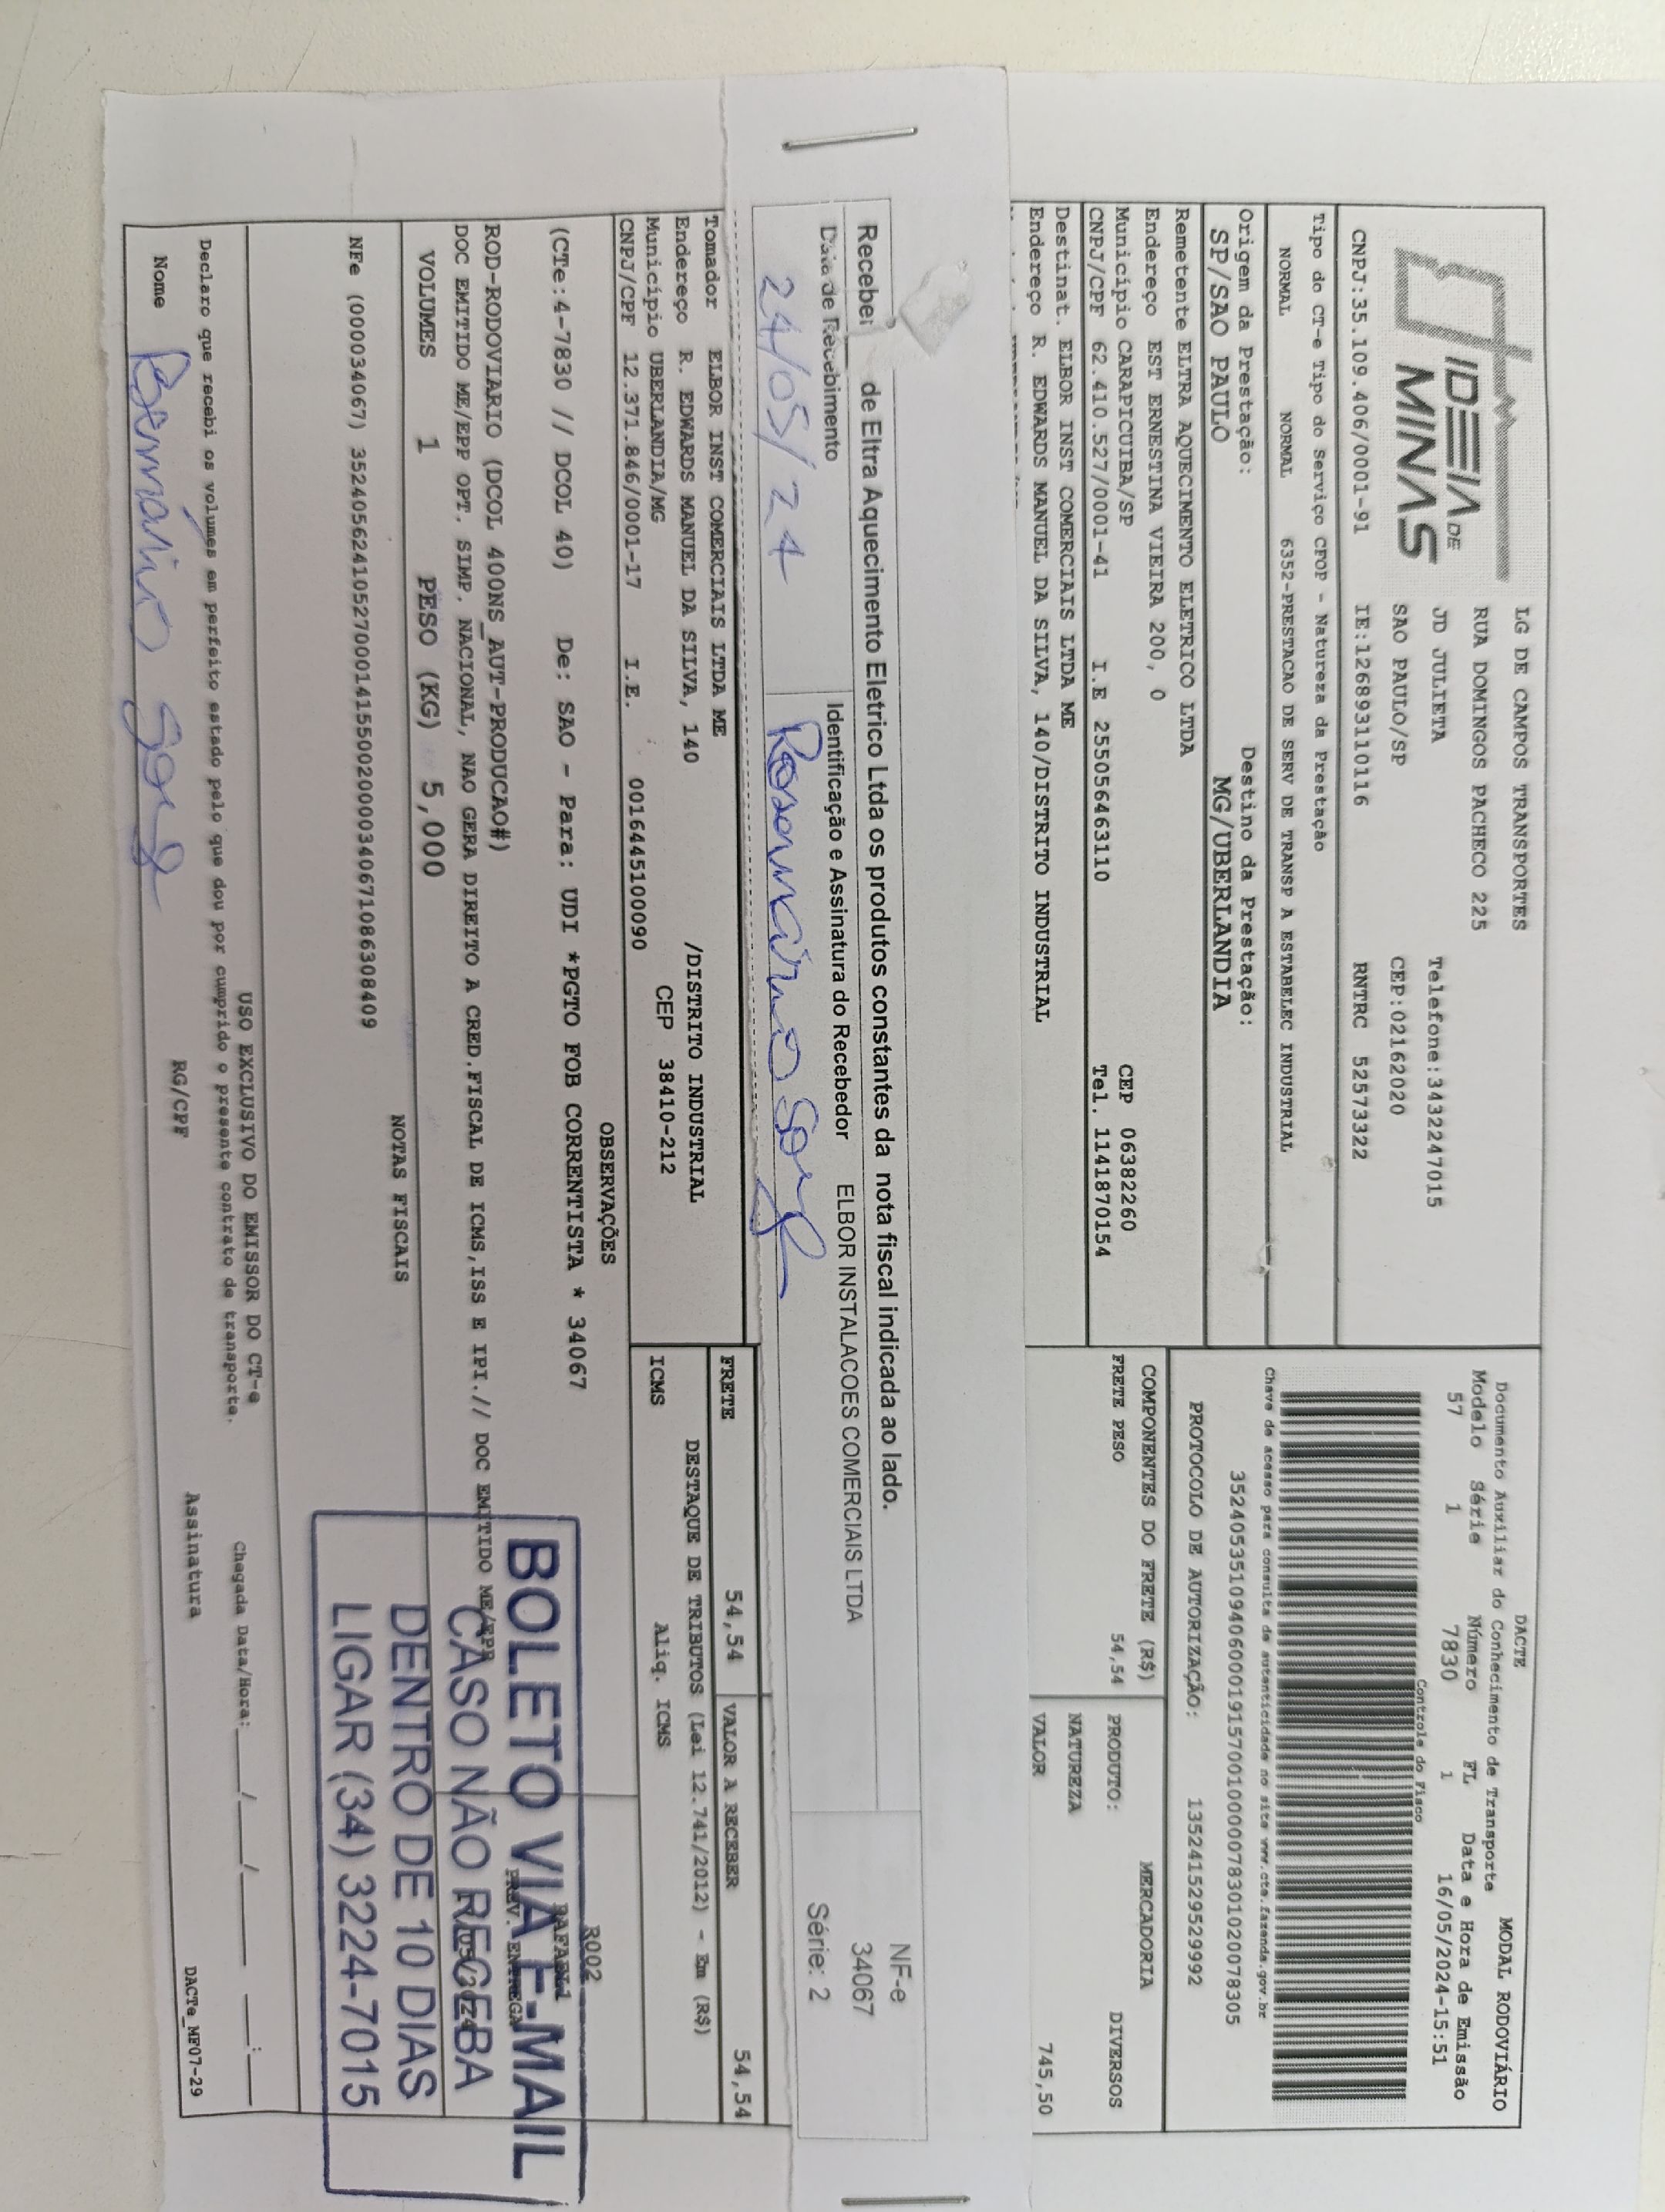 IDEIA DE
MINAS
LG DE CAMPOS TRANSPORTES
RUA DOMINGOS PACHECO 225
JD JULIETA Telefone:3432247015
SAO PAULO/SP CEP:02162020
CNPJ:35.109.406/0001-91 IE:126893110116 RNTRC 52573322
DACTE MODAL RODOVIÁRIO
Documento Auxiliar do Conhecimento de Transporte
Modelo Série Número FL Data e Hora de Emissão
57 1 7830 1 16/05/2024-15:51
Controle do Fisco
Tipo do CT-e Tipo do Serviço CFOP - Natureza da Prestação
NORMAL NORMAL 6352-PRESTACAO DE SERV DE TRANSP A ESTABELEC INDUSTRIAL
Chave de acesso para consulta de autenticidade no site www.cte.fazenda.gov.br
35240535109406000191570010000078301020078305
Origem da Prestação: Destino da Prestação:
SP/SAO PAULO MG/UBERLANDIA
PROTOCOLO DE AUTORIZAÇÃO: 135241529529992
Remetente ELTRA AQUECIMENTO ELETRICO LTDA
Endereço EST ERNESTINA VIEIRA 200, 0
Município CARAPICUIBA/SP CEP 06382260
CNPJ/CPF 62.410.527/0001-41 I.E 255056463110 Tel. 1141870154
COMPONENTES DO FRETE (R$) MERCADORIA
FRETE PESO 54,54 PRODUTO: DIVERSOS
NATUREZA
VALOR 745,50
Destinat. ELBOR INST COMERCIAIS LTDA ME
Endereço R. EDWARDS MANUEL DA SILVA, 140/DISTRITO INDUSTRIAL
de Eltra Aquecimento Eletrico Ltda os produtos constantes da nota fiscal indicada ao lado.
Data de Recebimento Identificação e Assinatura do Recebedor ELBOR INSTALACOES COMERCIAIS LTDA
24/05/24
NF-e
34067
Série: 2
Tomador ELBOR INST COMERCIAIS LTDA ME
Endereço R. EDWARDS MANUEL DA SILVA, 140 /DISTRITO INDUSTRIAL
Município UBERLANDIA/MG CEP 38410-212
CNPJ/CPF 12.371.846/0001-17 I.E. 0016445100090
FRETE 54,54 VALOR A RECEBER 54,54
DESTAQUE DE TRIBUTOS (Lei 12.741/2012) - Em (R$)
ICMS Aliq. ICMS
OBSERVAÇÕES R002
(CTe:4-7830 // DCOL 40) De: SAO - Para: UDI *PGTO FOB CORRENTISTA * 34067
ROD-RODOVIARIO (DCOL 400NS_AUT-PRODUCAO#)
DOC EMITIDO ME/EPP OPT. SIMP. NACIONAL, NAO GERA DIREITO A CRED.FISCAL DE ICMS,ISS E IPI.// DOC EMITIDO ME/EPP
PREV. ENTREGA
VOLUMES 1 PESO (KG) 5,000
NOTAS FISCAIS
NFe (000034067) 35240562410527000141550020000340671086308409
BOLETO VIA E-MAIL
CASO NÃO RECEBA
DENTRO DE 10 DIAS
LIGAR (34) 3224-7015
USO EXCLUSIVO DO EMISSOR DO CT-e
Declaro que recebi os volumes em perfeito estado pelo que dou por cumprido o presente contrato de transporte. Chegada Data/Hora:___/___/_____ ___:___
Nome RG/CPF Assinatura
DACTe_MF07-29